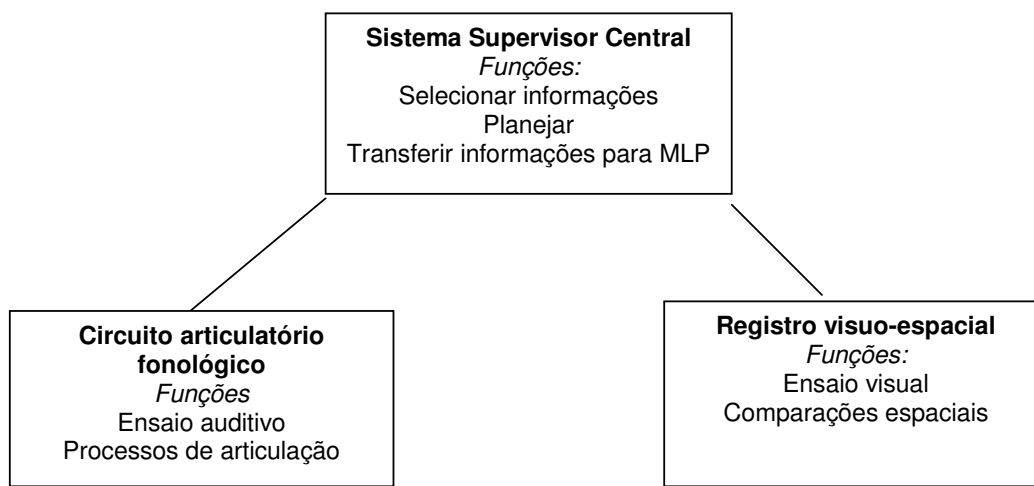 Sistema Supervisor Central
Funções:
Selecionar informações
Planejar
Transferir informações para MLP
Circuito articulatório
fonológico
Funções
Ensaio auditivo
Processos de articulação
Registro visuo-espacial
Funções:
Ensaio visual
Comparações espaciais